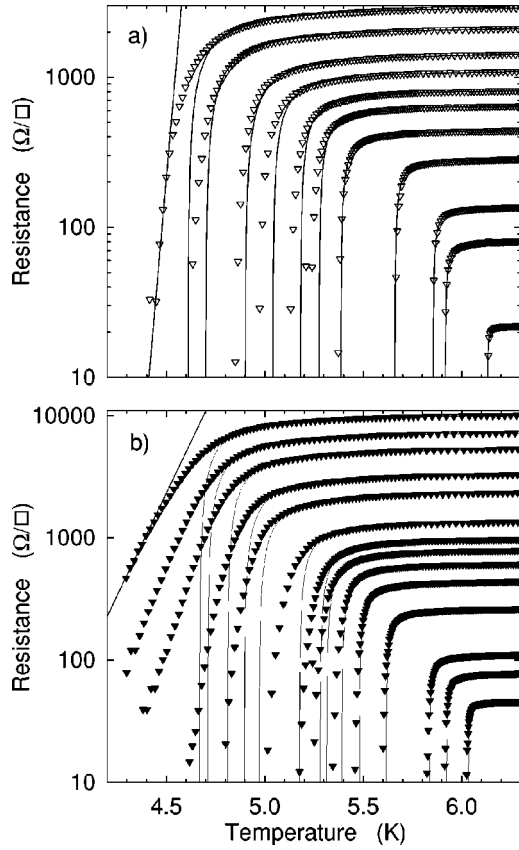 a)
1000
100
10
Resistance (Ω/□)
b)
10000
1000
100
10
Resistance (Ω/□)
4.5 5.0 5.5 6.0
Temperature (K)